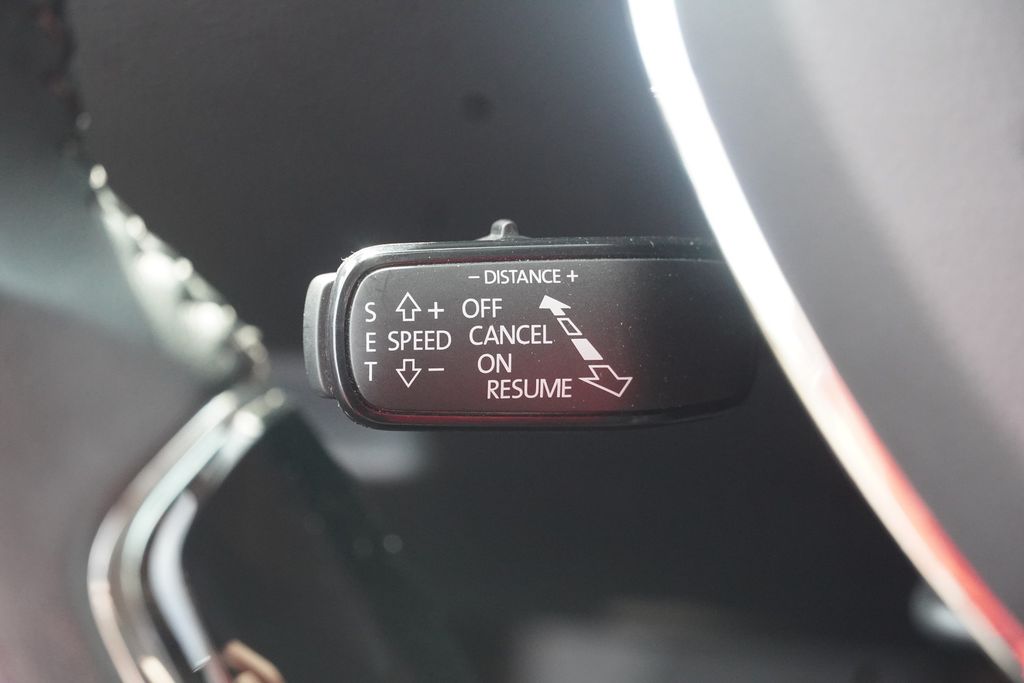 - DISTANCE +
S + OFF
E SPEED CANCEL
T - ON
RESUME